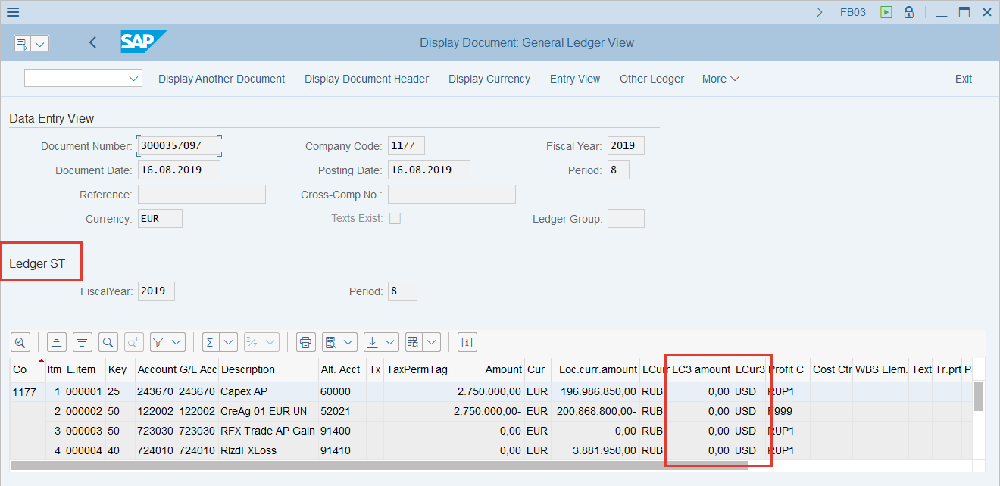 FB03
SAP Display Document: General Ledger View
Display Another Document Display Document Header Display Currency Entry View Other Ledger More Exit
Data Entry View
Document Number: 3000357097 Company Code: 1177 Fiscal Year: 2019
Document Date: 16.08.2019 Posting Date: 16.08.2019 Period: 8
Reference: Cross-Comp.No.:
Currency: EUR Texts Exist: Ledger Group:
Ledger ST
FiscalYear: 2019 Period: 8
Co... Itm L.item Key Account G/L Acc Description Alt. Acct Tx TaxPermTag Amount Cur... Loc.curr.amount LCurr LC3 amount LCur3 Profit C... Cost Ctr WBS Elem. Text Tr.prt P
1177 1 000001 25 243670 243670 Capex AP 60000 2.750.000,00 EUR 196.986.850,00 RUB 0,00 USD RUP1
2 000002 50 122002 122002 CreAg 01 EUR UN 52021 2.750.000,00- EUR 200.868.800,00- RUB 0,00 USD F999
3 000003 50 723030 723030 RFX Trade AP Gain 91400 0,00 EUR 0,00 RUB 0,00 USD RUP1
4 000004 40 724010 724010 RlzdFXLoss 91410 0,00 EUR 3.881.950,00 RUB 0,00 USD RUP1